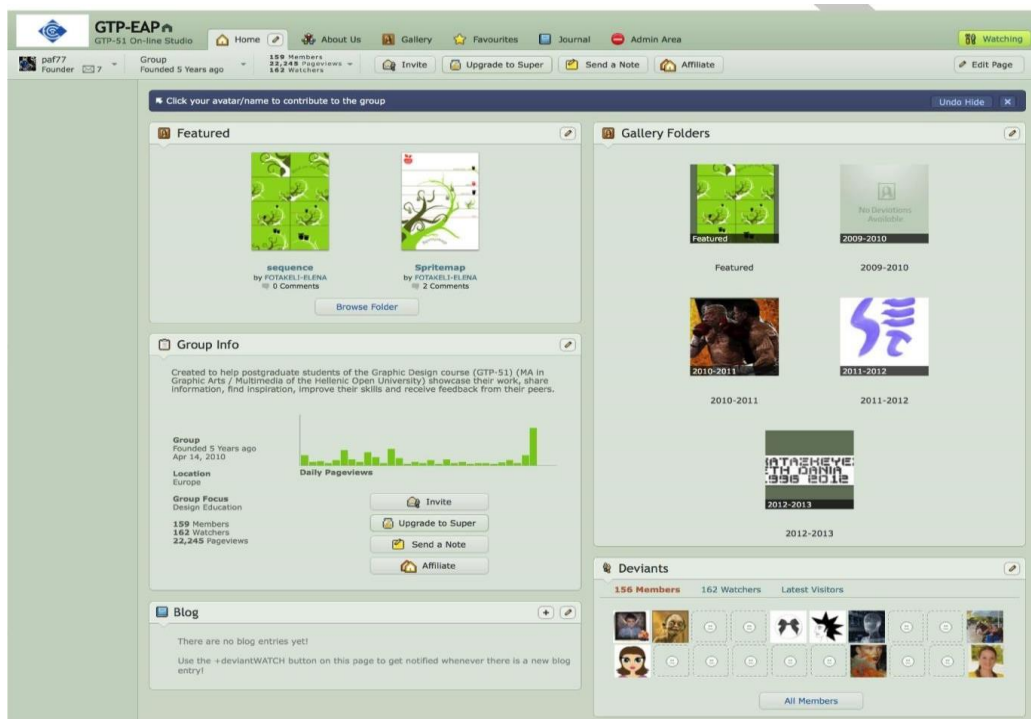 GTP-EAP
GTP-51 On-line Studio
Home
About Us
Gallery
Favourites
Journal
Admin Area
Watching
paf77
Founder 7
Group
Founded 5 Years ago
159 Members
22,245 Pageviews
162 Watchers
Invite
Upgrade to Super
Send a Note
Affiliate
Edit Page
Click your avatar/name to contribute to the group
Undo Hide X
Featured
sequence
by FOTAKELI-ELENA
0 Comments
Spritemap
by FOTAKELI-ELENA
2 Comments
Browse Folder
Group Info
Created to help postgraduate students of the Graphic Design course (GTP-51) (MA in
Graphic Arts / Multimedia of the Hellenic Open University) showcase their work, share
information, find inspiration, improve their skills and receive feedback from their peers.
Group
Founded 5 Years ago
Apr 14, 2010
Location
Europe
Group Focus
Design Education
159 Members
162 Watchers
22,245 Pageviews
Daily Pageviews
Invite
Upgrade to Super
Send a Note
Affiliate
Blog
There are no blog entries yet!
Use the +deviantWATCH button on this page to get notified whenever there is a new blog
entry!
Gallery Folders
Featured
Featured
No Deviations
Available
2009-2010
2009-2010
2010-2011
2010-2011
2011-2012
2011-2012
2012-2013
2012-2013
Deviants
156 Members
162 Watchers
Latest Visitors
All Members